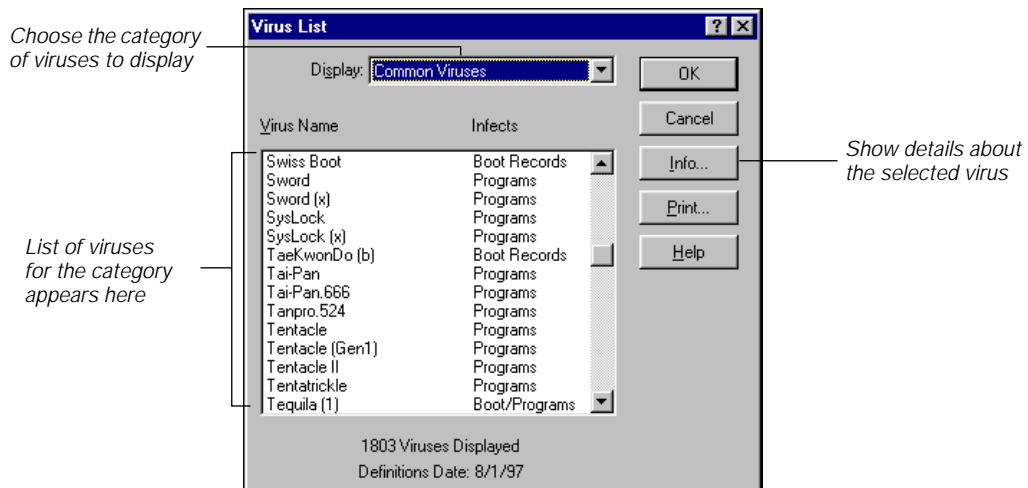 Virus List
Choose the category
of viruses to display
Display: Common Viruses
OK
Cancel
Info...
Print...
Help
Show details about
the selected virus
Virus Name Infects
Swiss Boot Boot Records
Sword Programs
Sword (x) Programs
SysLock Programs
SysLock (x) Programs
TaeKwonDo (b) Boot Records
Tai-Pan Programs
Tai-Pan.666 Programs
Tanpro.524 Programs
Tentacle Programs
Tentacle (Gen1) Programs
Tentacle II Programs
Tentatrickle Programs
Tequila (1) Boot/Programs
List of viruses
for the category
appears here
1803 Viruses Displayed
Definitions Date: 8/1/97